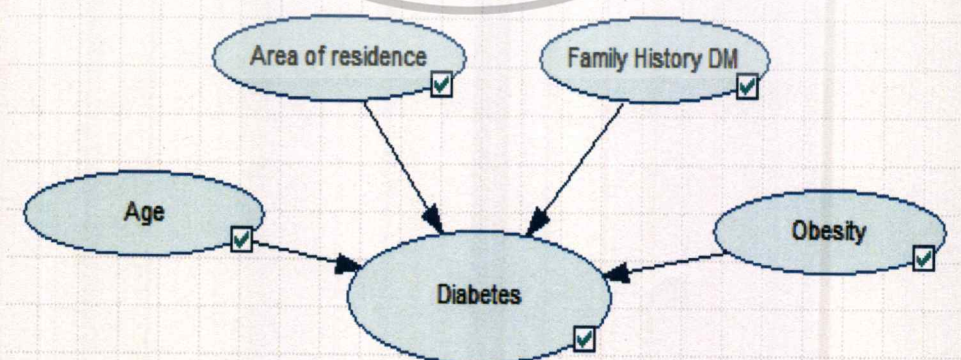 Area of residence
Family History DM
Age
Obesity
Diabetes